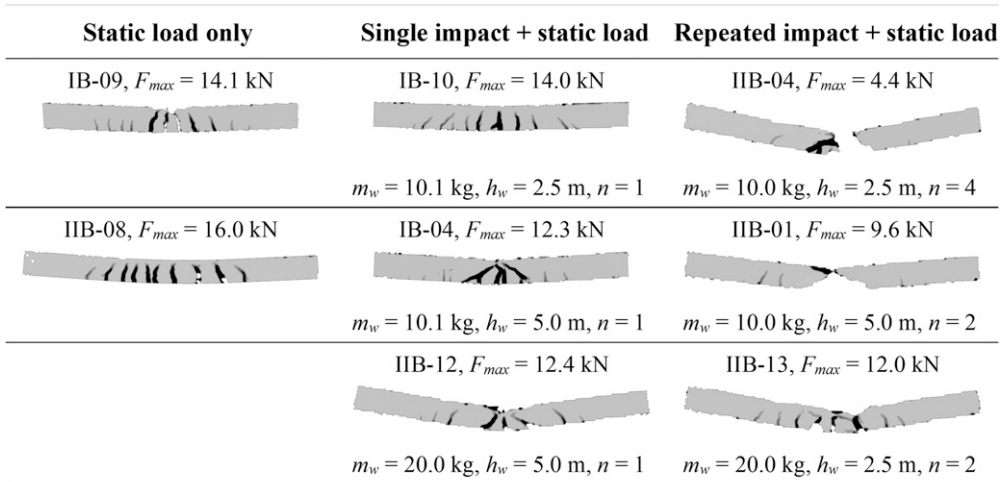 Static load only Single impact + static load Repeated impact + static load
IB-09, Fmax = 14.1 kN IB-10, Fmax = 14.0 kN IIB-04, Fmax = 4.4 kN
mw = 10.1 kg, hw = 2.5 m, n = 1 mw = 10.0 kg, hw = 2.5 m, n = 4
IIB-08, Fmax = 16.0 kN IB-04, Fmax = 12.3 kN IIB-01, Fmax = 9.6 kN
mw = 10.1 kg, hw = 5.0 m, n = 1 mw = 10.0 kg, hw = 5.0 m, n = 2
IIB-12, Fmax = 12.4 kN IIB-13, Fmax = 12.0 kN
mw = 20.0 kg, hw = 5.0 m, n = 1 mw = 20.0 kg, hw = 2.5 m, n = 2